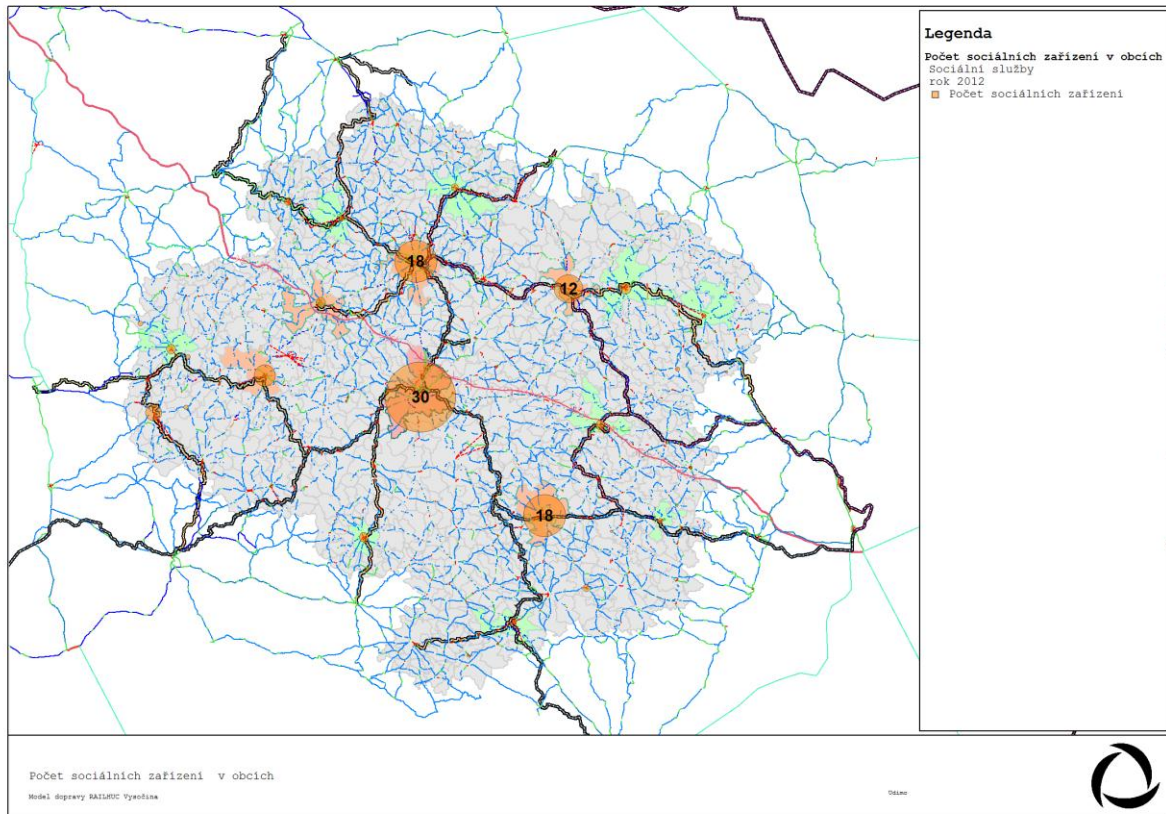 Legenda
Počet sociálních zařízení v obcích
Sociální služby
rok 2012
Počet sociálních zařízení
18
12
30
18
Počet sociálních zařízení v obcích
Model dopravy RAILHUC Vysočina
Udimo